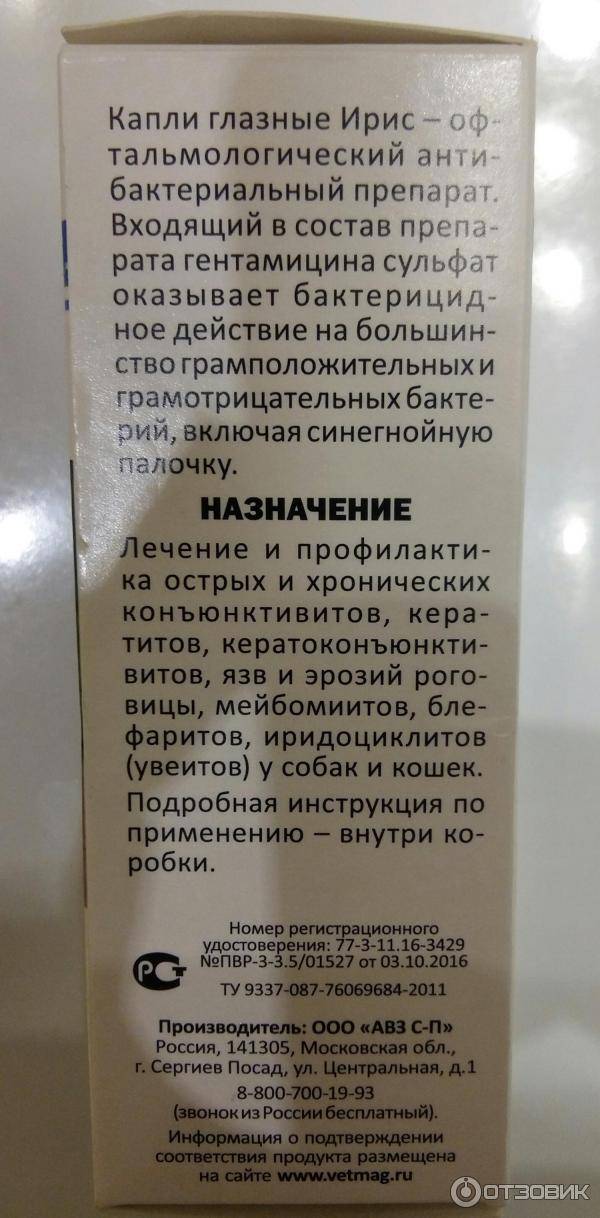 Капли глазные Ирис – оф-
тальмологический анти-
бактериальный препарат.
Входящий в состав препа-
рата гентамицина сульфат
оказывает бактерицид-
ное действие на большин-
ство грамположительных и
грамотрицательных бакте-
рий, включая синегнойную
палочку.
НАЗНАЧЕНИЕ
Лечение и профилакти-
ка острых и хронических
конъюнктивитов, кера-
титов, кератоконъюнкти-
витов, язв и эрозий рого-
вицы, мейбомиитов, бле-
фаритов, иридоциклитов
(увеитов) у собак и кошек.
Подробная инструкция по
применению – внутри ко-
робки.
Номер регистрационного
удостоверения: 77-3-11.16-3429
№ПВР-3-3.5/01527 от 03.10.2016
РСТ
ТУ 9337-087-76069684-2011
Производитель: ООО «АВЗ С-П»
Россия, 141305, Московская обл.,
г. Сергиев Посад, ул. Центральная, д.1
8-800-700-19-93
(звонок из России бесплатный).
Информация о подтверждении
соответствия продукта размещена
на сайте www.vetmag.ru
ОТЗОВИК